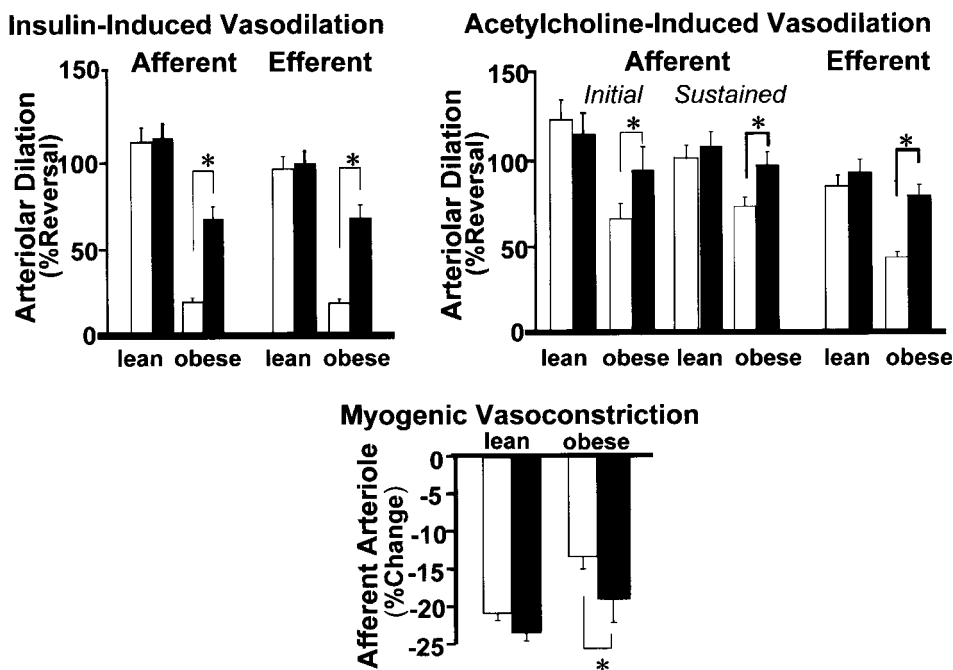 Insulin-Induced Vasodilation
Afferent Efferent
Arteriolar Dilation
(%Reversal)
150
100
50
0
*
*
lean obese lean obese
Acetylcholine-Induced Vasodilation
Afferent Efferent
Initial Sustained
Arteriolar Dilation
(%Reversal)
150
100
50
0
*
*
*
lean obese lean obese lean obese
Myogenic Vasoconstriction
lean obese
Afferent Arteriole
(%Change)
0
-5
-10
-15
-20
-25
*